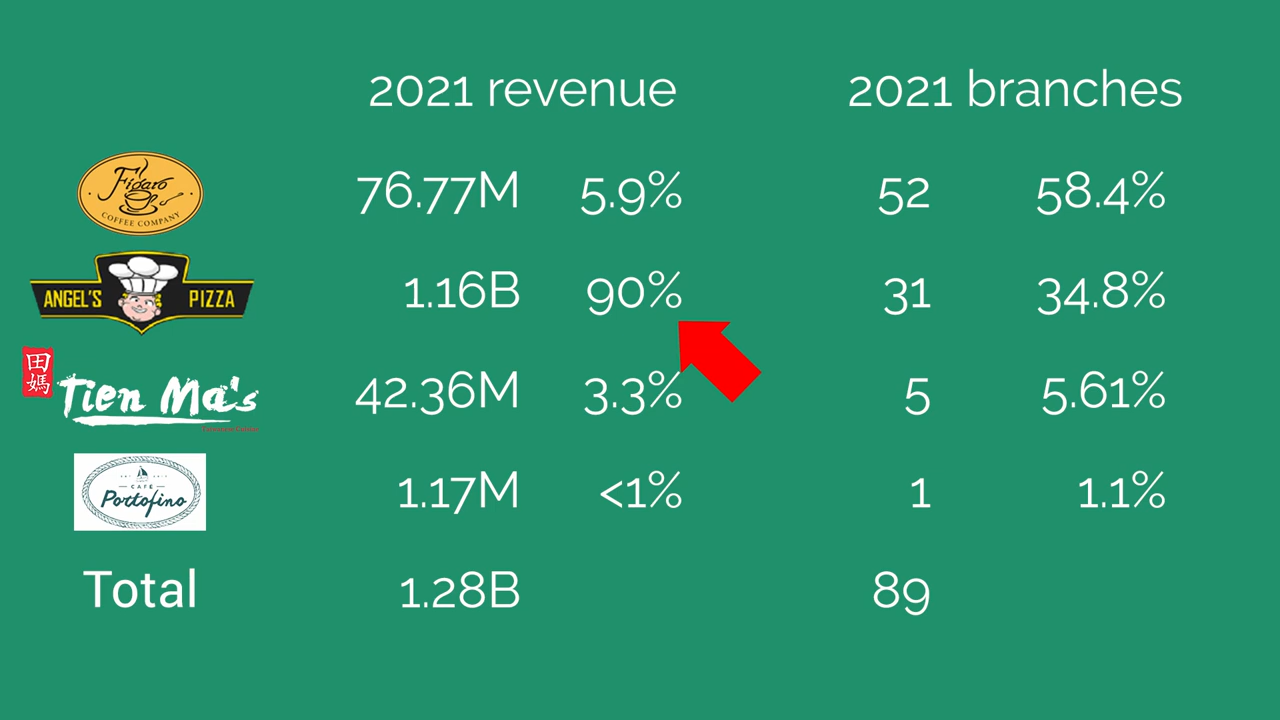 2021 revenue 2021 branches
Figaro
COFFEE COMPANY
76.77M 5.9% 52 58.4%
ANGEL'S PIZZA
1.16B 90% 31 34.8%
田
媽
Tien Ma's
42.36M 3.3% 5 5.61%
CAFE
Portofino
1.17M <1% 1 1.1%
Total 1.28B 89